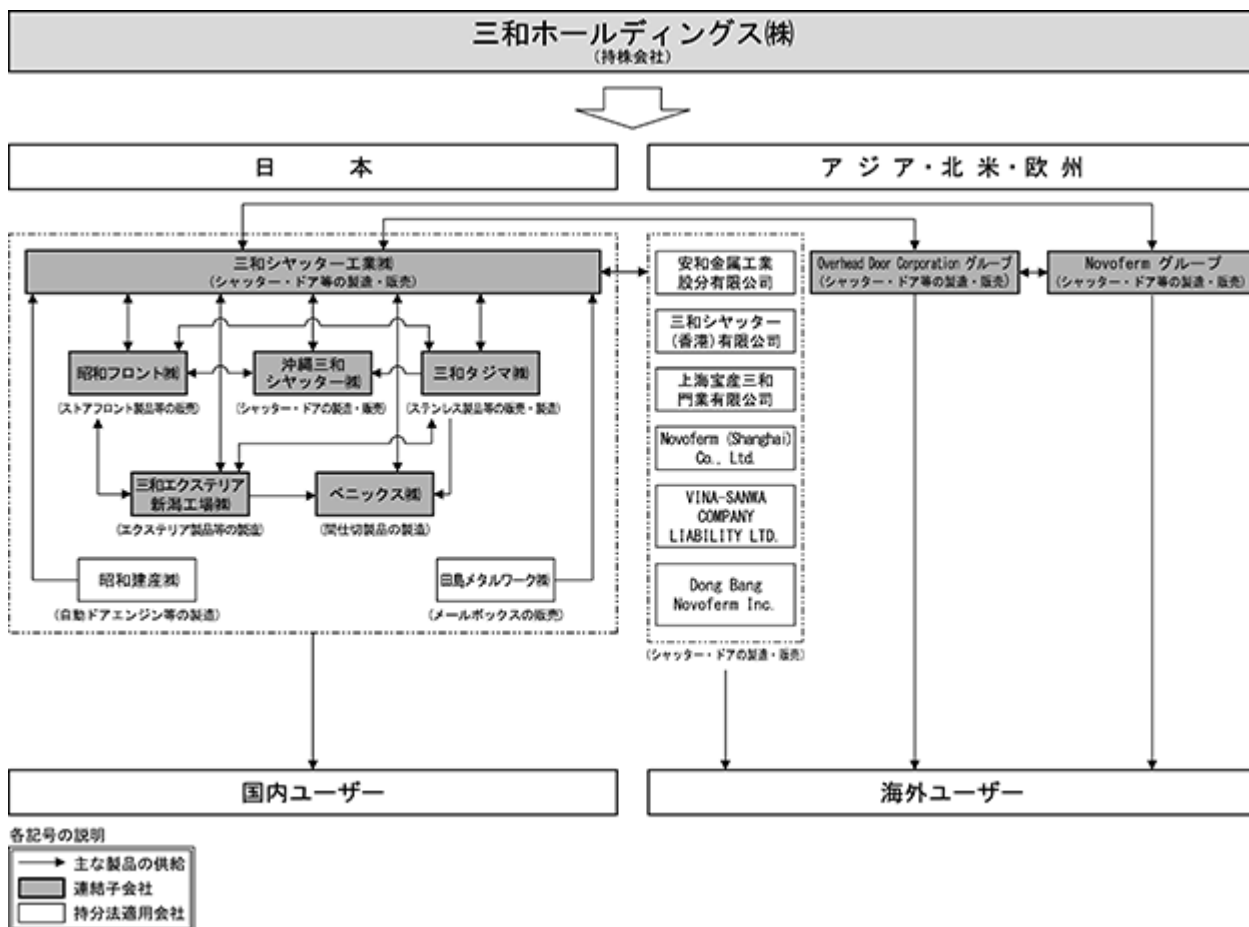 三和ホールディングス㈱
(持株会社)
日 本
アジア・北米・欧州
三和シヤッター工業㈱
(シャッター・ドア等の製造・販売)
安和金属工業
股分有限公司
Overhead Door Corporation グループ
(シャッター・ドア等の製造・販売)
Novoferm グループ
(シャッター・ドア等の製造・販売)
三和シヤッター
(香港)有限公司
昭和フロント㈱
(ストアフロント製品等の販売)
沖縄三和
シヤッター㈱
(シャッター・ドアの製造・販売)
三和タジマ㈱
(ステンレス製品等の販売・製造)
上海宝産三和
門業有限公司
Novoferm (Shanghai)
Co., Ltd.
三和エクステリア
新潟工場㈱
(エクステリア製品等の製造)
ベニックス㈱
(間仕切製品の製造)
VINA-SANWA
COMPANY
LIABILITY LTD.
昭和建産㈱
(自動ドアエンジン等の製造)
田島メタルワーク㈱
(メールボックスの販売)
Dong Bang
Novoferm Inc.
(シャッター・ドアの製造・販売)
国内ユーザー
海外ユーザー
各記号の説明
主な製品の供給
連結子会社
持分法適用会社